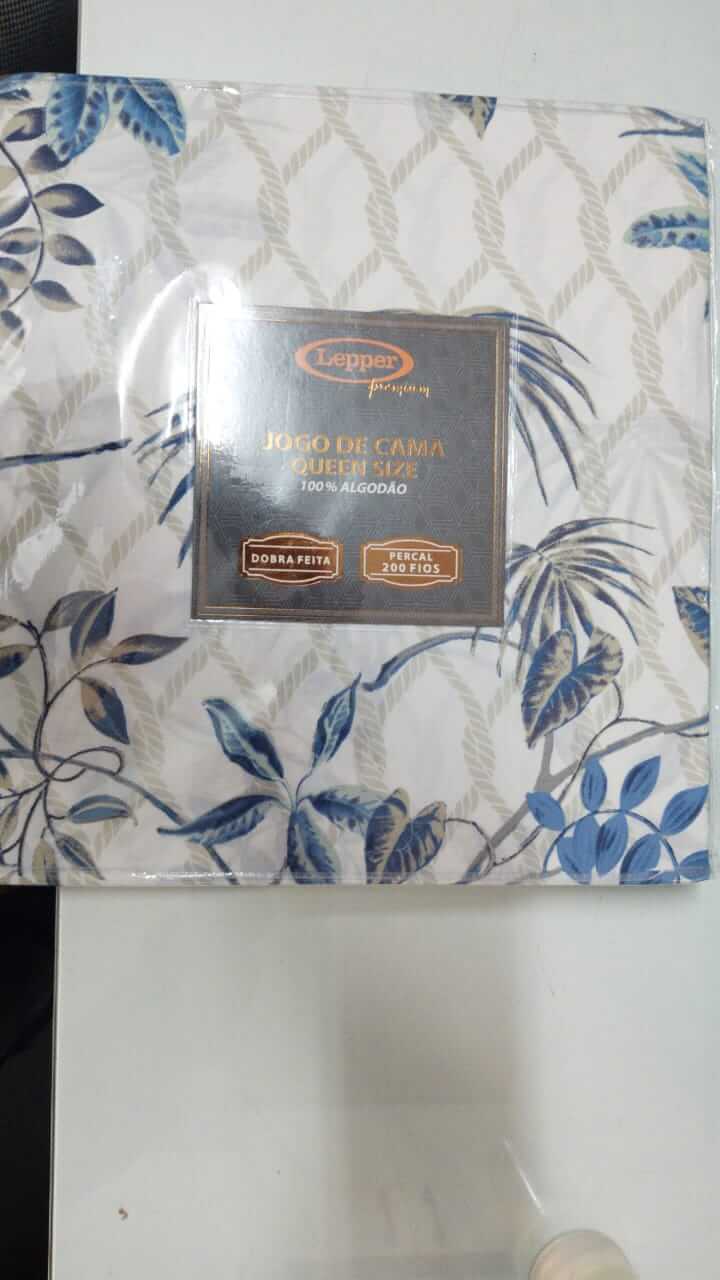 Lepper
premium
JOGO DE CAMA
QUEEN SIZE
100% ALGODÃO
DOBRA FEITA
PERCAL
200 FIOS